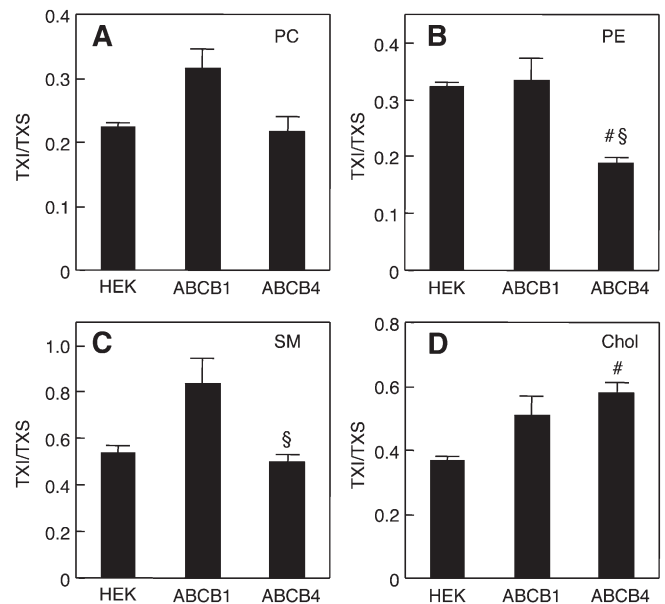 A PC
TXI/TXS
0.4
0.3
0.2
0.1
0
HEK ABCB1 ABCB4
B PE
TXI/TXS
0.4
0.3
0.2
0.1
0
# §
HEK ABCB1 ABCB4
C SM
TXI/TXS
1.0
0.8
0.6
0.4
0.2
0
§
HEK ABCB1 ABCB4
D Chol
TXI/TXS
0.8
0.6
0.4
0.2
0
#
HEK ABCB1 ABCB4